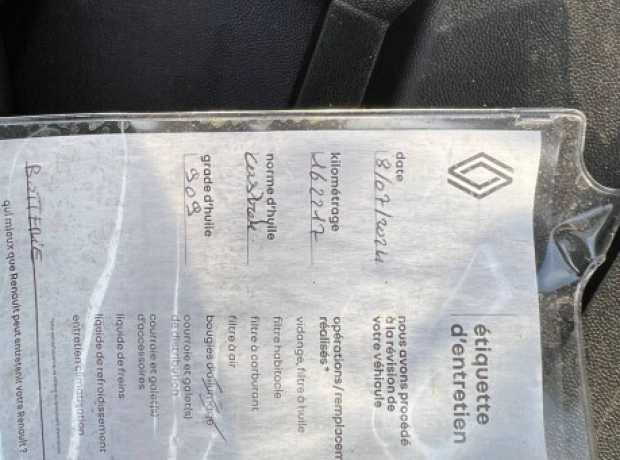 étiquette
d'entretien
nous avons procédé
à la révision de
votre véhicule
date
8/07/2024
kilométrage
162217
norme d'huile
castrol
grade d'huile
opérations/remplacem
réalisés*
vidange, filtre à huile
filtre habitacle
filtre à carburant
filtre à air
bougies
courroie et galet(s)
de distribution
courroie et galet(s)
d'accessoires
liquide de freins
liquide de refroidissement
entretien climatisation
BATTERIE
qui mieux que Renault peut entretenir votre Renault ?